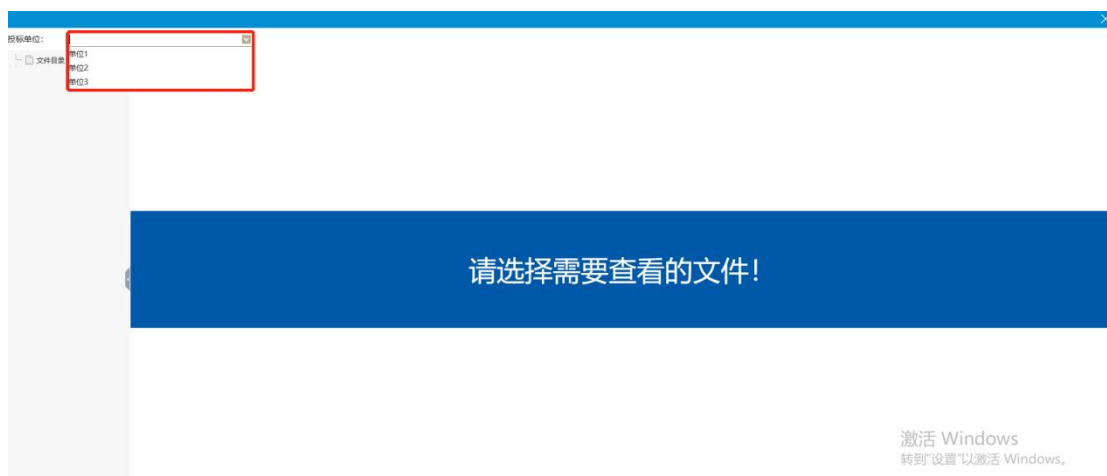 投标单位:
单位1
文件目录
单位2
单位3
请选择需要查看的文件!
激活 Windows
转到"设置"以激活 Windows。